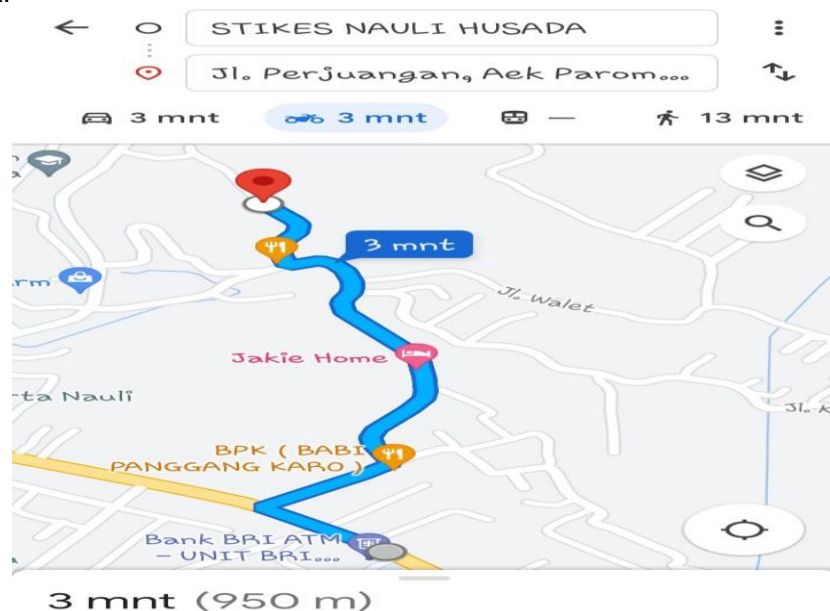 STIKES NAULI HUSADA
Jl. Perjuangan, Aek Parom...
3 mnt
3 mnt
—
13 mnt
3 mnt
Jl. Walet
Jakie Home
ta Nauli
Jl. K
BPK ( BABI
PANGGANG KARO )
Bank BRI ATM
- UNIT BRI...
3 mnt (950 m)